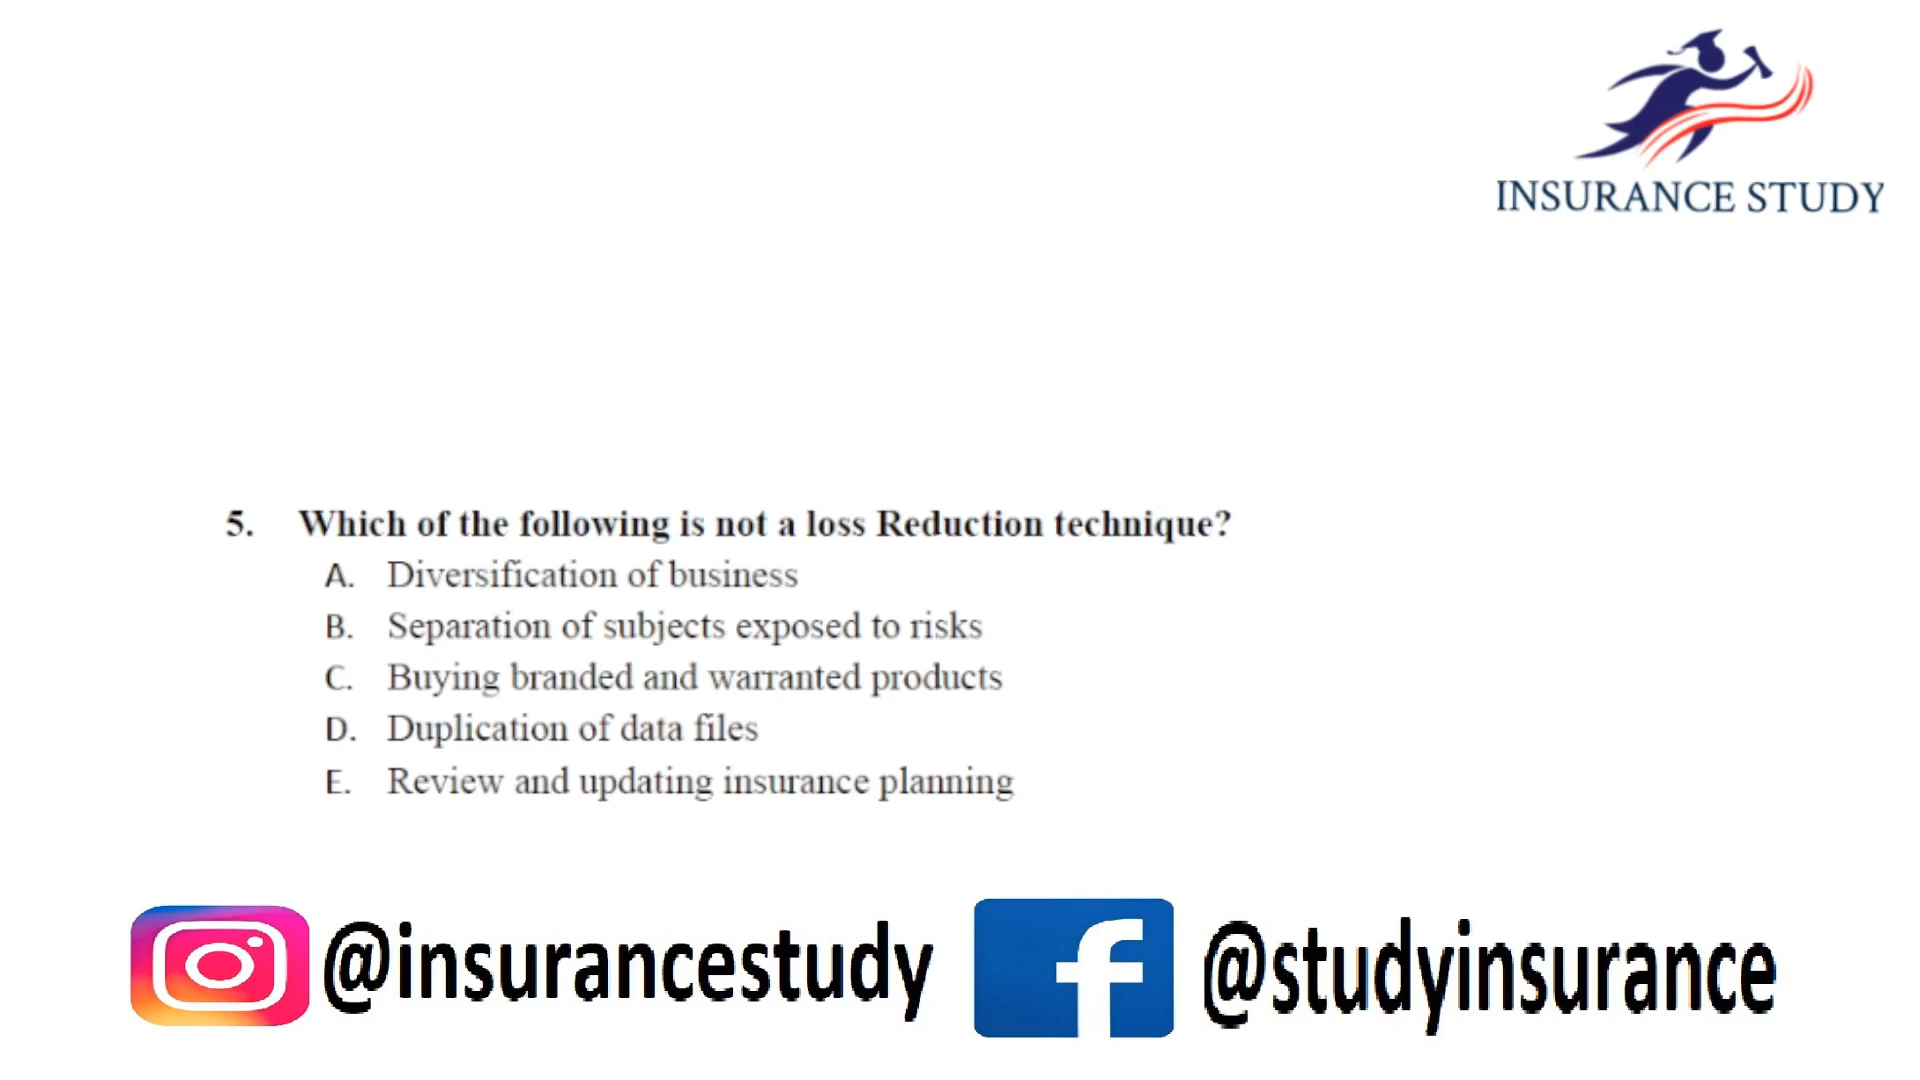 INSURANCE STUDY
5. Which of the following is not a loss Reduction technique?
A. Diversification of business
B. Separation of subjects exposed to risks
C. Buying branded and warranted products
D. Duplication of data files
E. Review and updating insurance planning
@insurancestudy f @studyinsurance